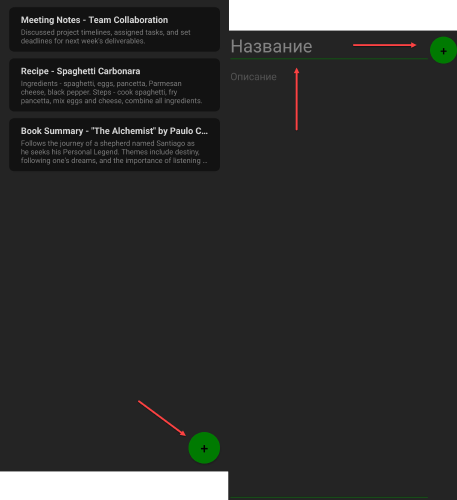 Meeting Notes - Team Collaboration
Discussed project timelines, assigned tasks, and set
deadlines for next week's deliverables.
Recipe - Spaghetti Carbonara
Ingredients - spaghetti, eggs, pancetta, Parmesan
cheese, black pepper. Steps - cook spaghetti, fry
pancetta, mix eggs and cheese, combine all ingredients.
Book Summary - "The Alchemist" by Paulo C...
Follows the journey of a shepherd named Santiago as
he seeks his Personal Legend. Themes include destiny,
following one's dreams, and the importance of listening ...
+
Название
+
Описание